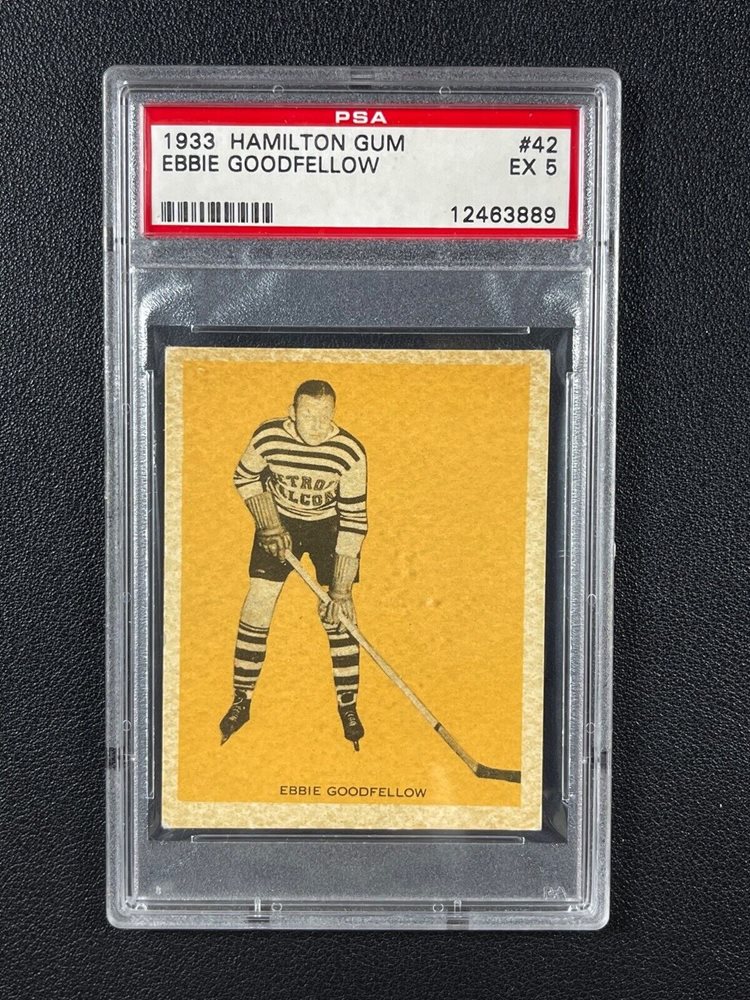 PSA
1933 HAMILTON GUM #42
EBBIE GOODFELLOW EX 5
12463889
ETROI
ALCON
EBBIE GOODFELLOW